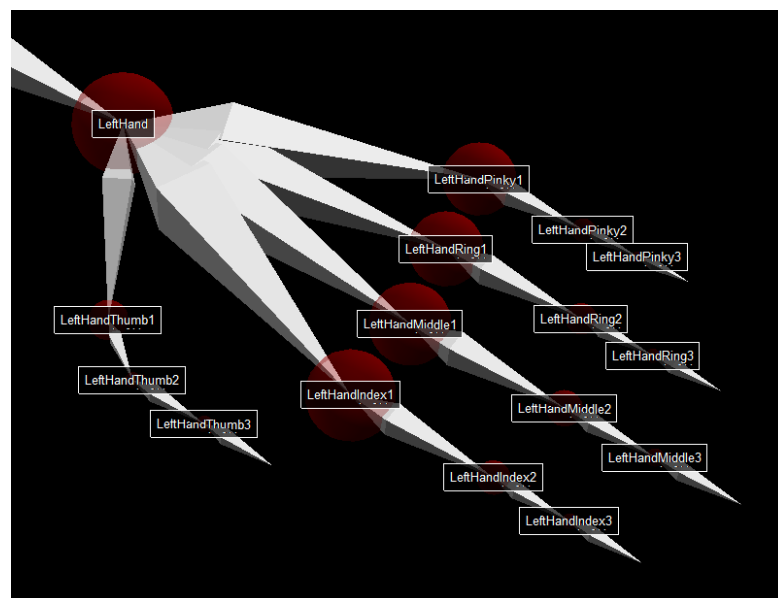 LeftHand
LeftHandPinky1
LeftHandPinky2
LeftHandRing1
LeftHandPinky3
LeftHandThumb1
LeftHandMiddle1
LeftHandRing2
LeftHandRing3
LeftHandThumb2
LeftHandIndex1
LeftHandMiddle2
LeftHandThumb3
LeftHandMiddle3
LeftHandIndex2
LeftHandIndex3